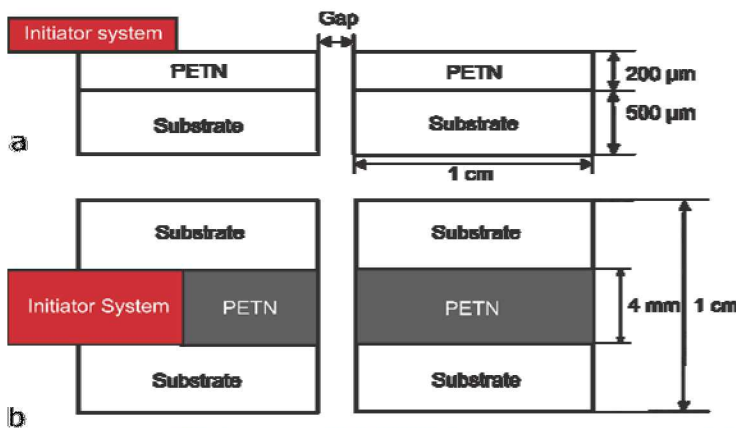 Gap
Initiator system
PETN
PETN
200 µm
Substrate
Substrate
500 µm
a
1 cm
Substrate
Substrate
Initiator System
PETN
PETN
4 mm
1 cm
Substrate
Substrate
b